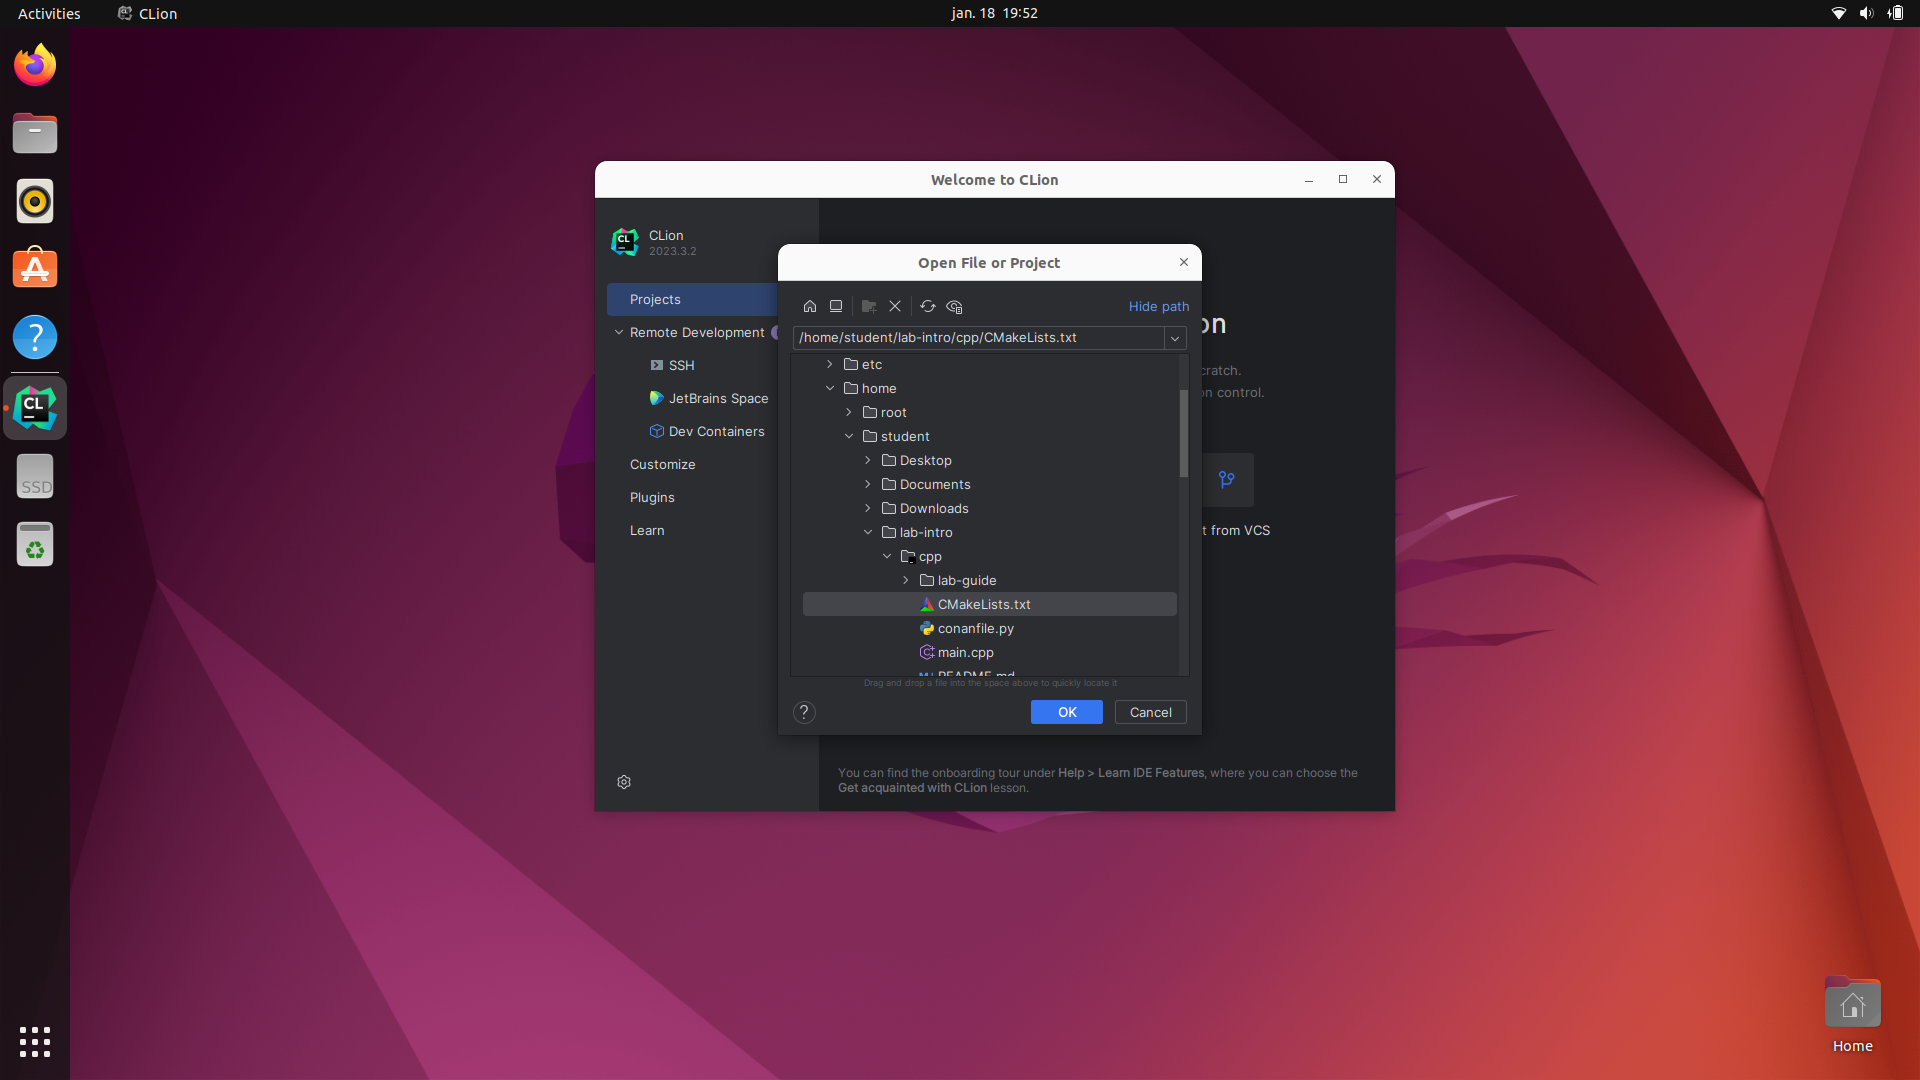 Activities
CLion
jan. 18 19:52
Welcome to CLion
CL
CLion
2023.3.2
Open File or Project
Projects
Hide path
Remote Development
/home/student/lab-intro/cpp/CMakeLists.txt
on
SSH
etc
cratch.
home
on control.
JetBrains Space
root
Dev Containers
student
Customize
Desktop
Documents
Plugins
Downloads
Learn
lab-intro
t from VCS
cpp
lab-guide
CMakeLists.txt
conanfile.py
main.cpp
README.md
Drag and drop a file into the space above to quickly locate it
?
OK
Cancel
You can find the onboarding tour under Help > Learn IDE Features, where you can choose the
Get acquainted with CLion lesson.
?
CL
SSD
Home